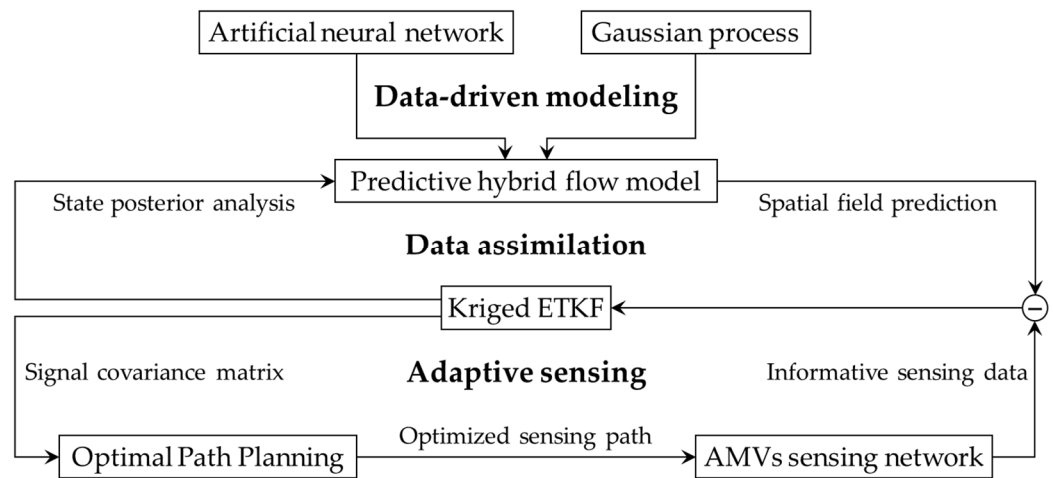 Artificial neural network
Gaussian process
Data-driven modeling
Predictive hybrid flow model
State posterior analysis
Spatial field prediction
Data assimilation
Kriged ETKF
−
Signal covariance matrix
Adaptive sensing
Informative sensing data
Optimal Path Planning
Optimized sensing path
AMVs sensing network